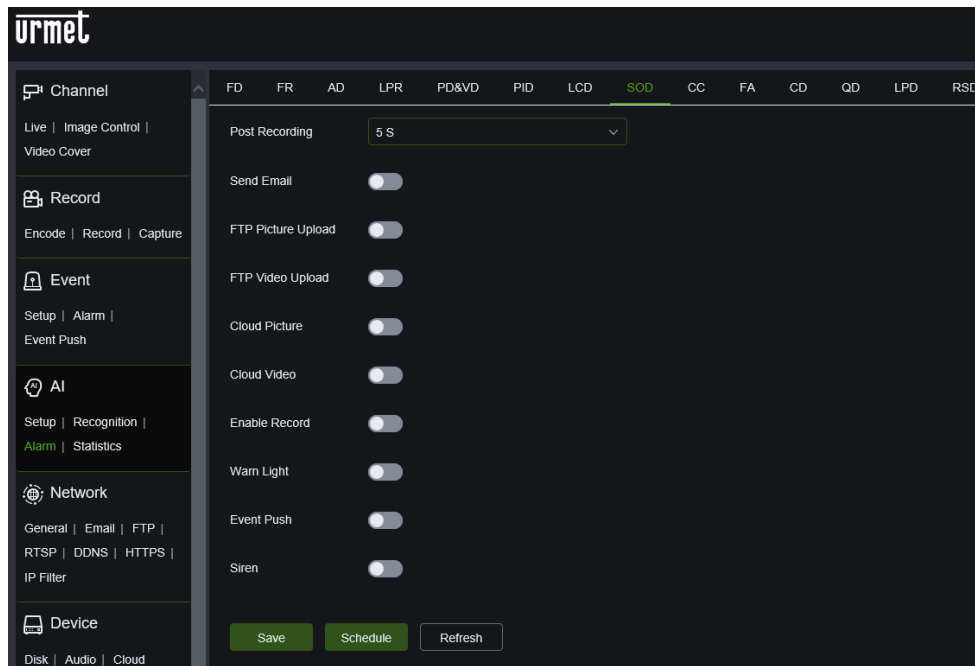 urmet
Channel
Live | Image Control |
Video Cover
Record
Encode | Record | Capture
Event
Setup | Alarm |
Event Push
AI
Setup | Recognition |
Alarm | Statistics
Network
General | Email | FTP |
RTSP | DDNS | HTTPS |
IP Filter
Device
Disk | Audio | Cloud
FD FR AD LPR PD&VD PID LCD SOD CC FA CD QD LPD RSD
Post Recording 5 S
Send Email
FTP Picture Upload
FTP Video Upload
Cloud Picture
Cloud Video
Enable Record
Warn Light
Event Push
Siren
Save Schedule Refresh